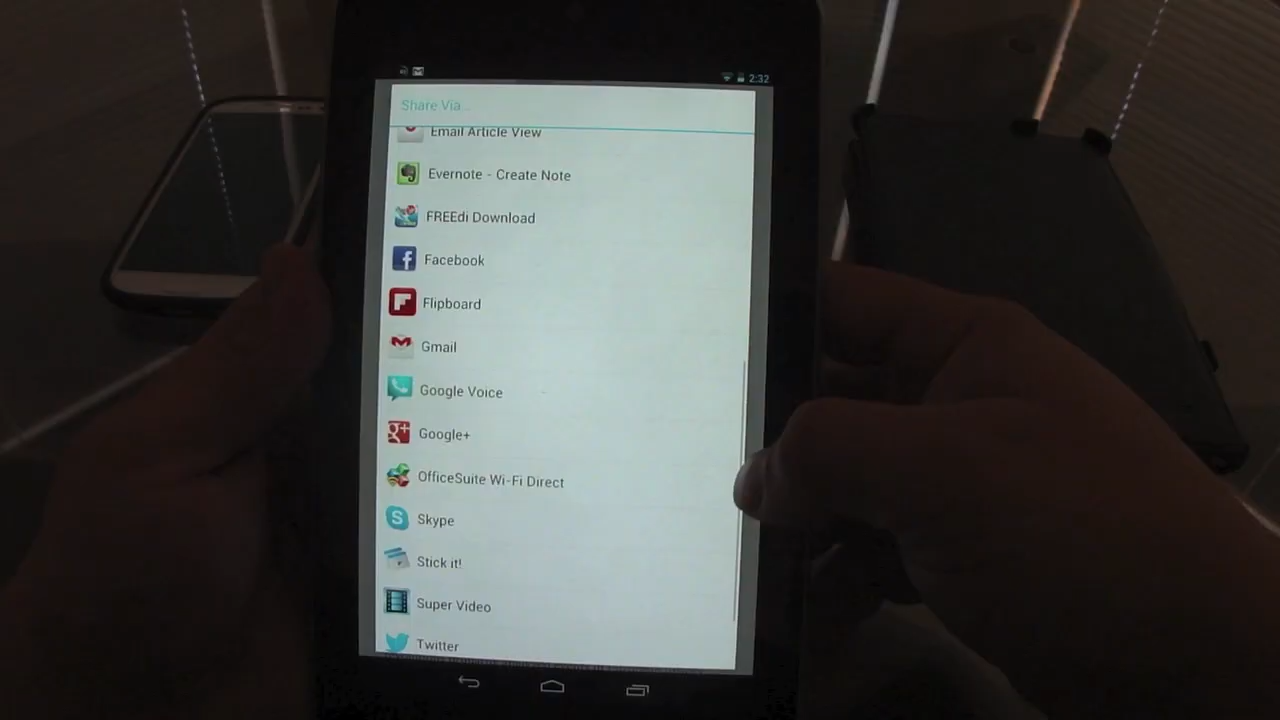 2:32
Share Via...
Email Article View
Evernote - Create Note
FREEdi Download
Facebook
Flipboard
Gmail
Google Voice
Google+
OfficeSuite Wi-Fi Direct
Skype
Stick it!
Super Video
Twitter